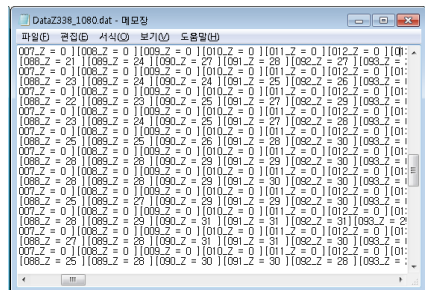 DataZ338_1080.dat - 메모장
파일(F) 편집(E) 서식(O) 보기(V) 도움말(H)
007_Z = 0 ][008_Z = 0 ][009_Z = 0 ][010_Z = 0 ][011_Z = 0 ][012_Z = 0 ][01
[088_Z = 21 ][089_Z = 24 ][090_Z = 27 ][091_Z = 28 ][092_Z = 27 ][093_Z =
007_Z = 0 ][008_Z = 0 ][009_Z = 0 ][010_Z = 0 ][011_Z = 0 ][012_Z = 0 ][01
[088_Z = 23 ][089_Z = 24 ][090_Z = 24 ][091_Z = 25 ][092_Z = 26 ][093_Z =
007_Z = 0 ][008_Z = 0 ][009_Z = 0 ][010_Z = 0 ][011_Z = 0 ][012_Z = 0 ][01
[088_Z = 22 ][089_Z = 23 ][090_Z = 25 ][091_Z = 27 ][092_Z = 29 ][093_Z =
007_Z = 0 ][008_Z = 0 ][009_Z = 0 ][010_Z = 0 ][011_Z = 0 ][012_Z = 0 ][01
[088_Z = 23 ][089_Z = 24 ][090_Z = 25 ][091_Z = 27 ][092_Z = 28 ][093_Z =
007_Z = 0 ][008_Z = 0 ][009_Z = 0 ][010_Z = 0 ][011_Z = 0 ][012_Z = 0 ][01
[088_Z = 25 ][089_Z = 25 ][090_Z = 26 ][091_Z = 28 ][092_Z = 30 ][093_Z =
007_Z = 0 ][008_Z = 0 ][009_Z = 0 ][010_Z = 0 ][011_Z = 0 ][012_Z = 0 ][01
[088_Z = 28 ][089_Z = 28 ][090_Z = 29 ][091_Z = 29 ][092_Z = 30 ][093_Z =
007_Z = 0 ][008_Z = 0 ][009_Z = 0 ][010_Z = 0 ][011_Z = 0 ][012_Z = 0 ][01
[088_Z = 28 ][089_Z = 28 ][090_Z = 29 ][091_Z = 30 ][092_Z = 30 ][093_Z =
007_Z = 0 ][008_Z = 0 ][009_Z = 0 ][010_Z = 0 ][011_Z = 0 ][012_Z = 0 ][01
[088_Z = 25 ][089_Z = 27 ][090_Z = 29 ][091_Z = 29 ][092_Z = 30 ][093_Z =
007_Z = 0 ][008_Z = 0 ][009_Z = 0 ][010_Z = 0 ][011_Z = 0 ][012_Z = 0 ][01
[088_Z = 28 ][089_Z = 29 ][090_Z = 31 ][091_Z = 31 ][092_Z = 31][093_Z = 2
007_Z = 0 ][008_Z = 0 ][009_Z = 0 ][010_Z = 0 ][011_Z = 0 ][012_Z = 0 ][01
[088_Z = 27 ][089_Z = 28 ][090_Z = 31 ][091_Z = 31 ][092_Z = 30 ][093_Z =
007_Z = 0 ][008_Z = 0 ][009_Z = 0 ][010_Z = 0 ][011_Z = 0 ][012_Z = 0 ][01
[088_Z = 25 ][089_Z = 28 ][090_Z = 30 ][091_Z = 30 ][092_Z = 28 ][093_Z =